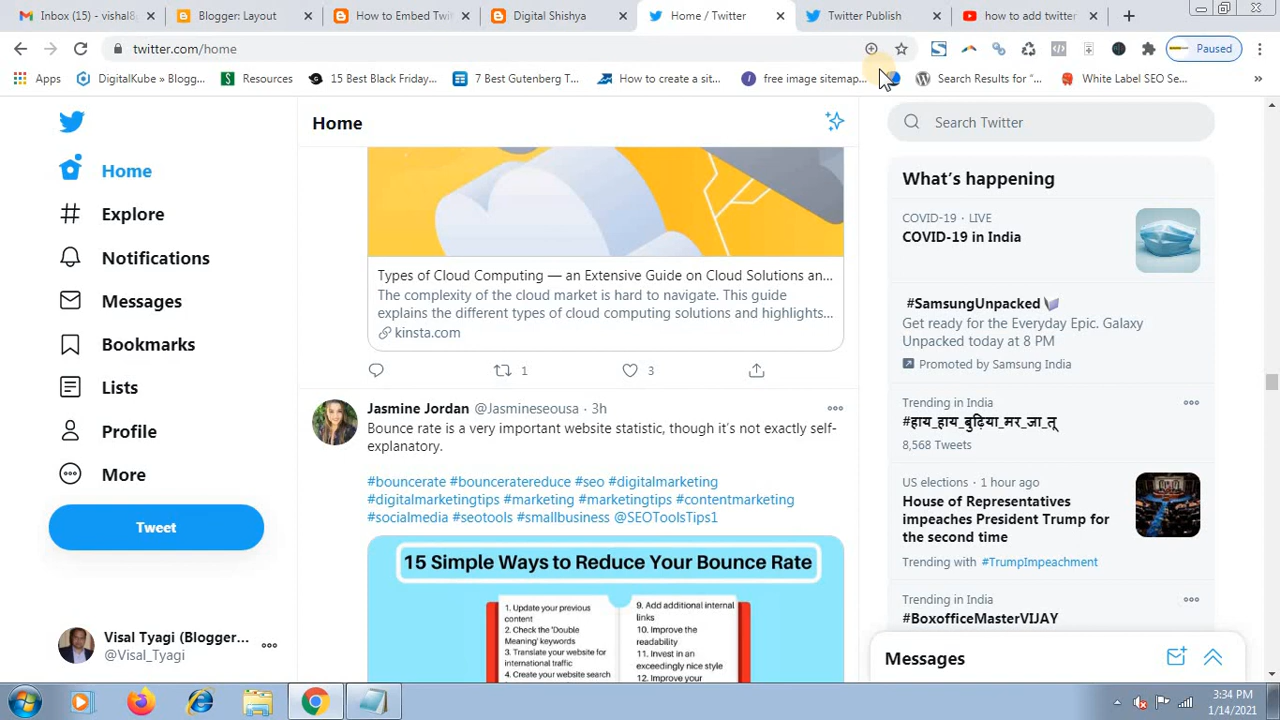 Inbox (15) - vishal8
Blogger: Layout
How to Embed Twi
Digital Shishya
Home / Twitter
Twitter Publish
how to add twitter
twitter.com/home
Paused
Apps
DigitalKube » Blogg...
Resources
15 Best Black Friday...
7 Best Gutenberg T...
How to create a sit...
free image sitemap...
Search Results for “...
White Label SEO Se...
»
Home
Explore
Notifications
Messages
Bookmarks
Lists
Profile
More
Tweet
Visal Tyagi (Blogger...
@Visal_Tyagi
Home
Types of Cloud Computing — an Extensive Guide on Cloud Solutions an...
The complexity of the cloud market is hard to navigate. This guide
explains the different types of cloud computing solutions and highlights...
kinsta.com
1
3
Jasmine Jordan @Jasmineseousa · 3h
Bounce rate is a very important website statistic, though it’s not exactly self-
explanatory.
#bouncerate #bounceratereduce #seo #digitalmarketing
#digitalmarketingtips #marketing #marketingtips #contentmarketing
#socialmedia #seotools #smallbusiness @SEOToolsTips1
15 Simple Ways to Reduce Your Bounce Rate
1. Update your previous
content
2. Check the 'Double
Meaning' keywords
3. Translate your website for
international traffic
4. Create your website search
9. Add additional internal
links
10. Improve the
readability
11. Invest in an
exceedingly nice style
12. Improve your
Search Twitter
What’s happening
COVID-19 · LIVE
COVID-19 in India
#SamsungUnpacked
Get ready for the Everyday Epic. Galaxy
Unpacked today at 8 PM
Promoted by Samsung India
Trending in India
#हाय_हाय_बुढ़िया_मर_जा_तू
8,568 Tweets
US elections · 1 hour ago
House of Representatives
impeaches President Trump for
the second time
Trending with #TrumpImpeachment
Trending in India
#BoxofficeMasterVIJAY
Messages
3:34 PM
1/14/2021